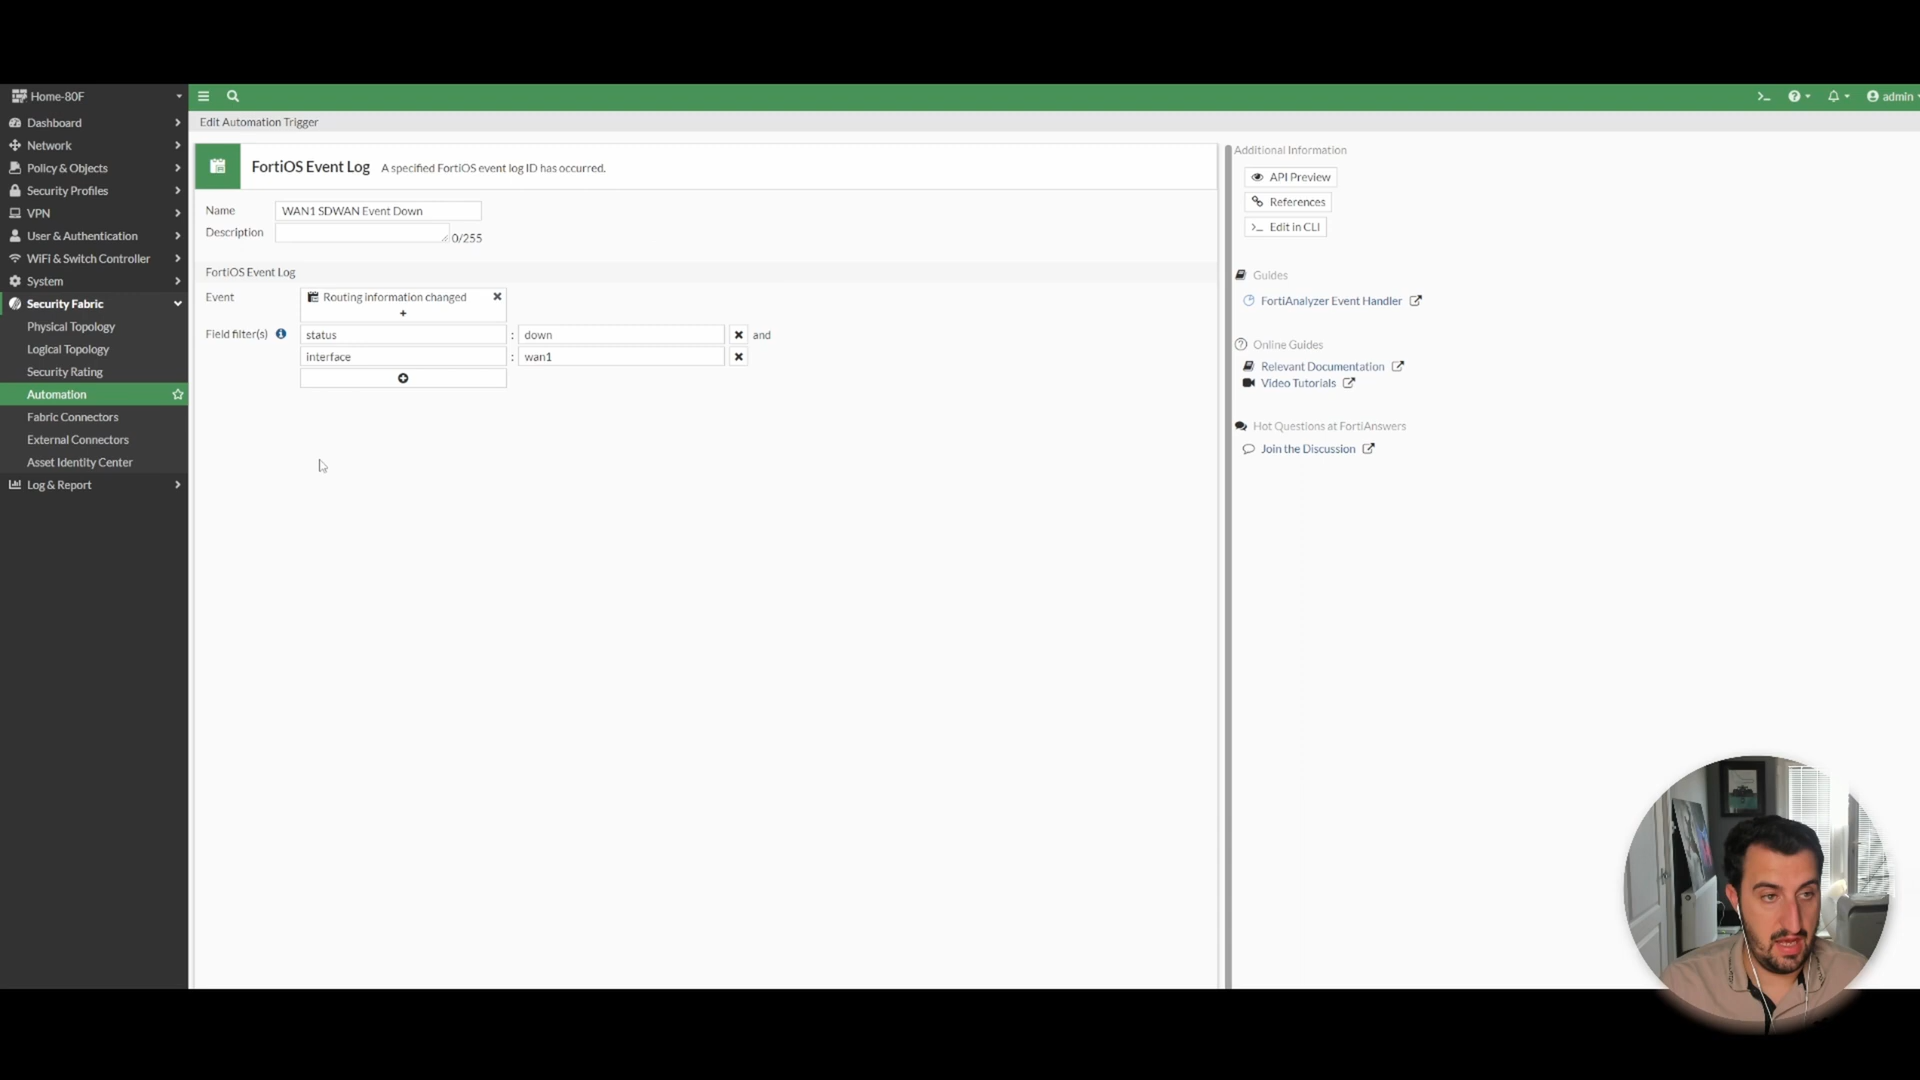 Home-80F
admin
Dashboard
Network
Policy & Objects
Security Profiles
VPN
User & Authentication
WiFi & Switch Controller
System
Security Fabric
Physical Topology
Logical Topology
Security Rating
Automation
Fabric Connectors
External Connectors
Asset Identity Center
Log & Report
Edit Automation Trigger
FortiOS Event Log A specified FortiOS event log ID has occurred.
Name WAN1 SDWAN Event Down
Description 0/255
FortiOS Event Log
Event Routing information changed
+
Field filter(s) status : down and
interface : wan1
Additional Information
API Preview
References
>_ Edit in CLI
Guides
FortiAnalyzer Event Handler
Online Guides
Relevant Documentation
Video Tutorials
Hot Questions at FortiAnswers
Join the Discussion